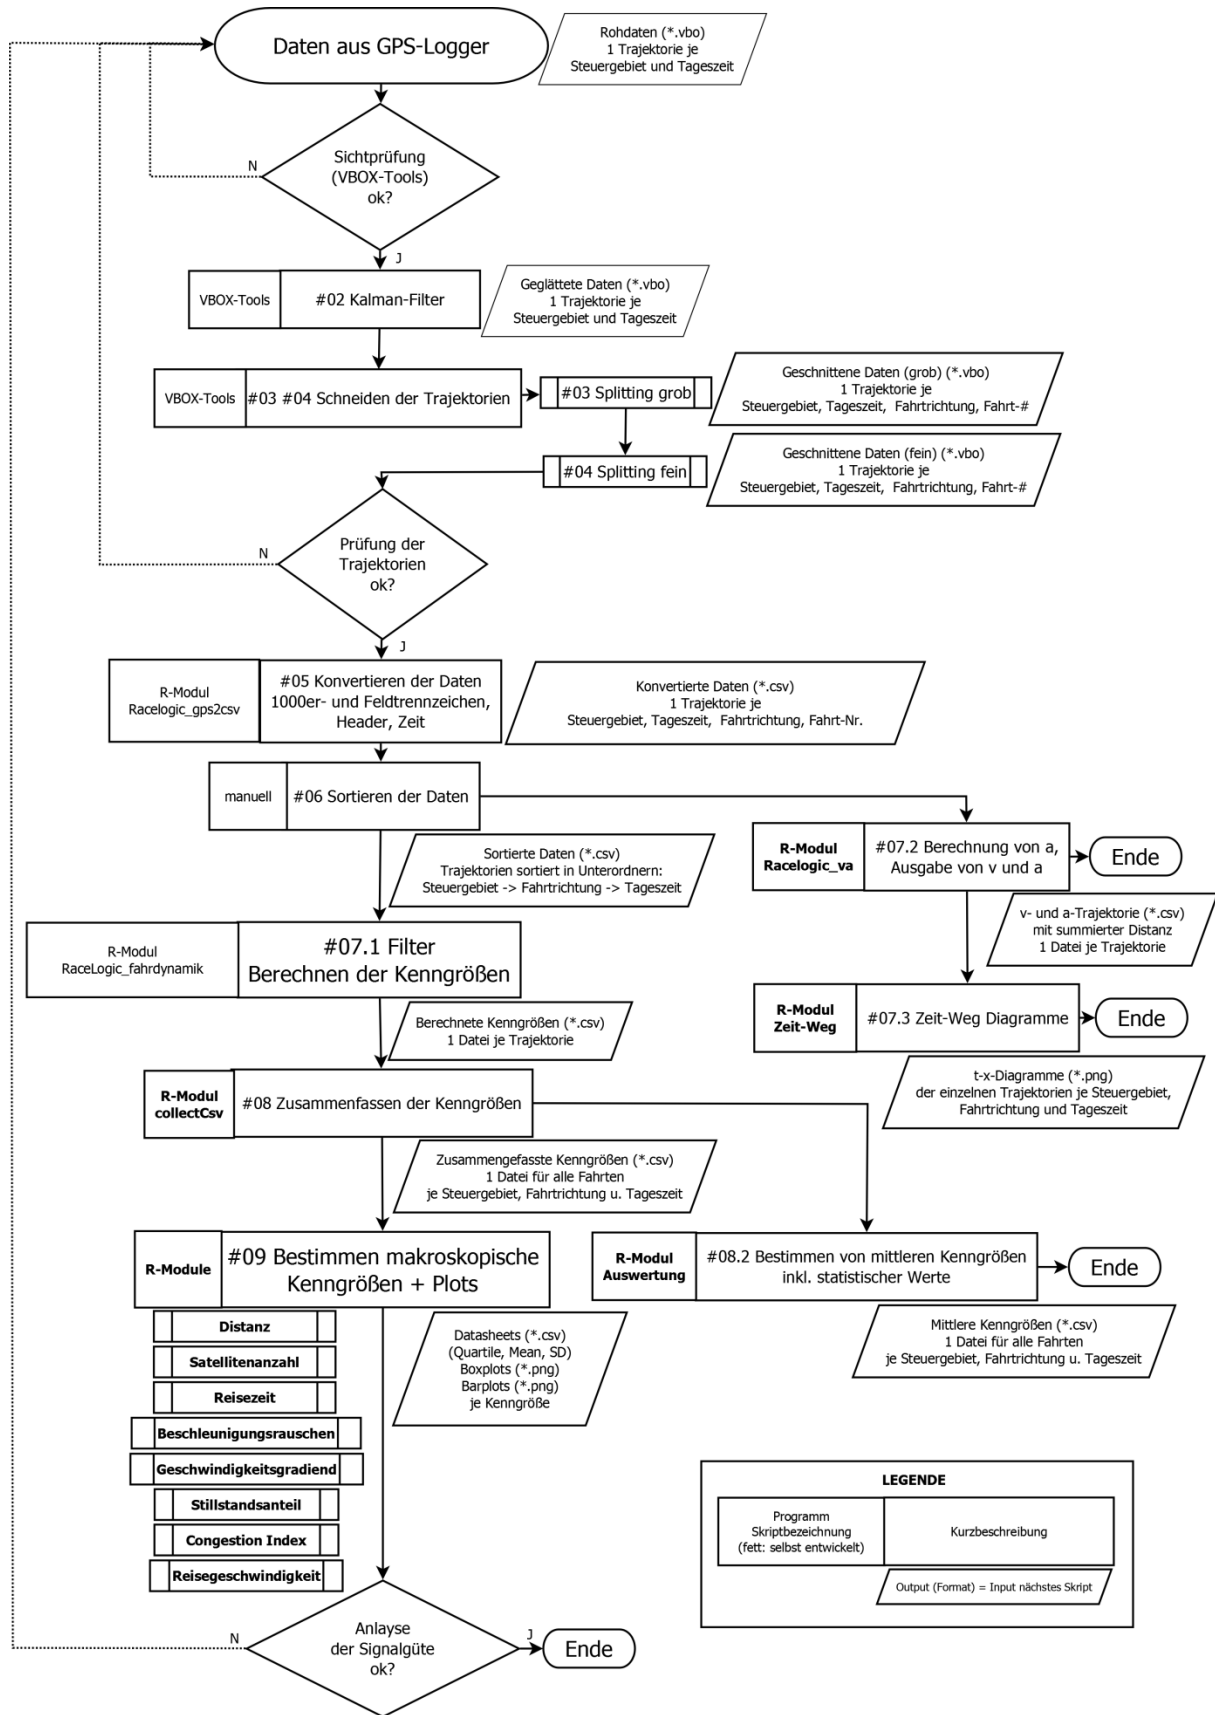 Daten aus GPS-Logger
Rohdaten (*.vbo)
1 Trajektorie je
Steuergebiet und Tageszeit
Sichtprüfung
(VBOX-Tools)
ok?
N
J
VBOX-Tools
#02 Kalman-Filter
Geglättete Daten (*.vbo)
1 Trajektorie je
Steuergebiet und Tageszeit
VBOX-Tools
#03 #04 Schneiden der Trajektorien
#03 Splitting grob
Geschnittene Daten (grob) (*.vbo)
1 Trajektorie je
Steuergebiet, Tageszeit, Fahrtrichtung, Fahrt-#
#04 Splitting fein
Geschnittene Daten (fein) (*.vbo)
1 Trajektorie je
Steuergebiet, Tageszeit, Fahrtrichtung, Fahrt-#
Prüfung der
Trajektorien
ok?
N
J
R-Modul
Racelogic_gps2csv
#05 Konvertieren der Daten
1000er- und Feldtrennzeichen,
Header, Zeit
Konvertierte Daten (*.csv)
1 Trajektorie je
Steuergebiet, Tageszeit, Fahrtrichtung, Fahrt-Nr.
manuell
#06 Sortieren der Daten
Sortierte Daten (*.csv)
Trajektorien sortiert in Unterordnern:
Steuergebiet -> Fahrtrichtung -> Tageszeit
R-Modul
Racelogic_va
#07.2 Berechnung von a,
Ausgabe von v und a
Ende
v- und a-Trajektorie (*.csv)
mit summierter Distanz
1 Datei je Trajektorie
R-Modul
RaceLogic_fahrdynamik
#07.1 Filter
Berechnen der Kenngrößen
R-Modul
Zeit-Weg
#07.3 Zeit-Weg Diagramme
Ende
Berechnete Kenngrößen (*.csv)
1 Datei je Trajektorie
t-x-Diagramme (*.png)
der einzelnen Trajektorien je Steuergebiet,
Fahrtrichtung und Tageszeit
R-Modul
collectCsv
#08 Zusammenfassen der Kenngrößen
Zusammengefasste Kenngrößen (*.csv)
1 Datei für alle Fahrten
je Steuergebiet, Fahrtrichtung u. Tageszeit
R-Module
#09 Bestimmen makroskopische
Kenngrößen + Plots
R-Modul
Auswertung
#08.2 Bestimmen von mittleren Kenngrößen
inkl. statistischer Werte
Ende
Mittlere Kenngrößen (*.csv)
1 Datei für alle Fahrten
je Steuergebiet, Fahrtrichtung u. Tageszeit
Datasheets (*.csv)
(Quartile, Mean, SD)
Boxplots (*.png)
Barplots (*.png)
je Kenngröße
Distanz
Satellitenanzahl
Reisezeit
Beschleunigungsrauschen
Geschwindigkeitsgradiend
Stillstandsanteil
Congestion Index
Reisegeschwindigkeit
LEGENDE
Programm
Skriptbezeichnung
(fett: selbst entwickelt)
Kurzbeschreibung
Output (Format) = Input nächstes Skript
Anlayse
der Signalgüte
ok?
N
J
Ende